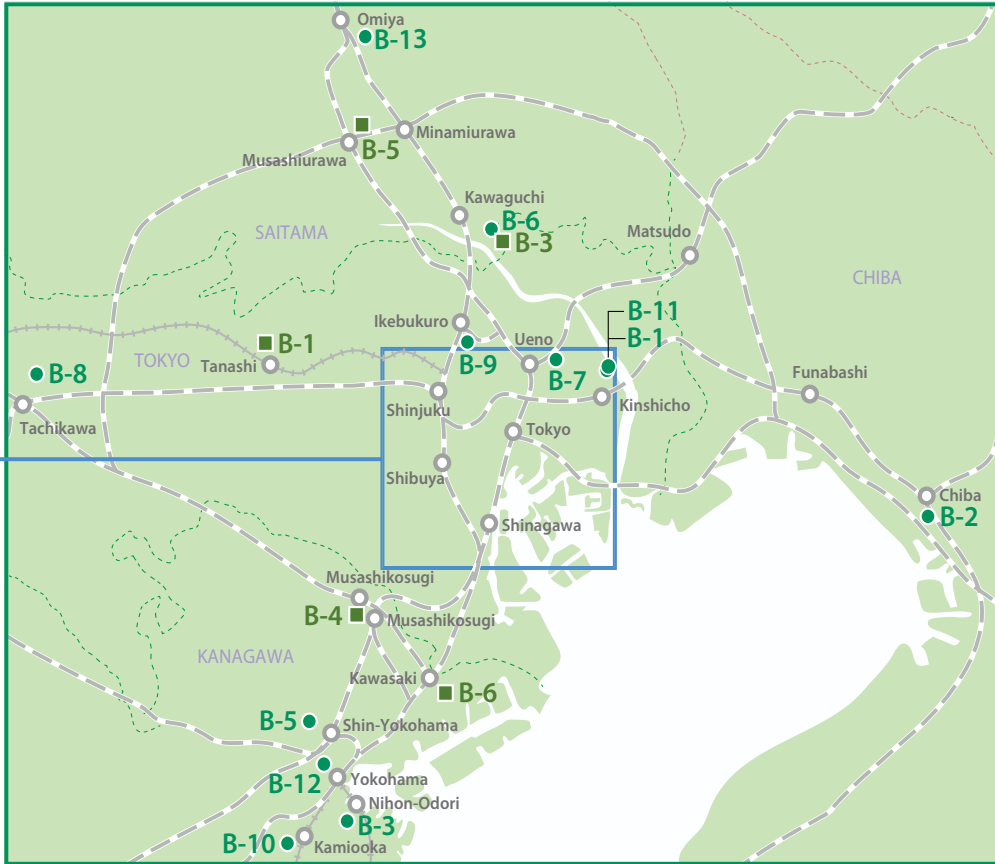 Omiya
B-13
Minamiurawa
Musashiurawa
B-5
Kawaguchi
B-6
B-3
SAITAMA
Matsudo
CHIBA
B-11
B-1
Ikebukuro
Ueno
B-1
TOKYO
Tanashi
B-9
B-7
B-8
Funabashi
Shinjuku
Kinshicho
Tachikawa
Tokyo
Shibuya
Chiba
B-2
Shinagawa
Musashikosugi
B-4
Musashikosugi
KANAGAWA
Kawasaki
B-6
B-5
Shin-Yokohama
B-12
Yokohama
Nihon-Odori
B-3
B-10
Kamiooka